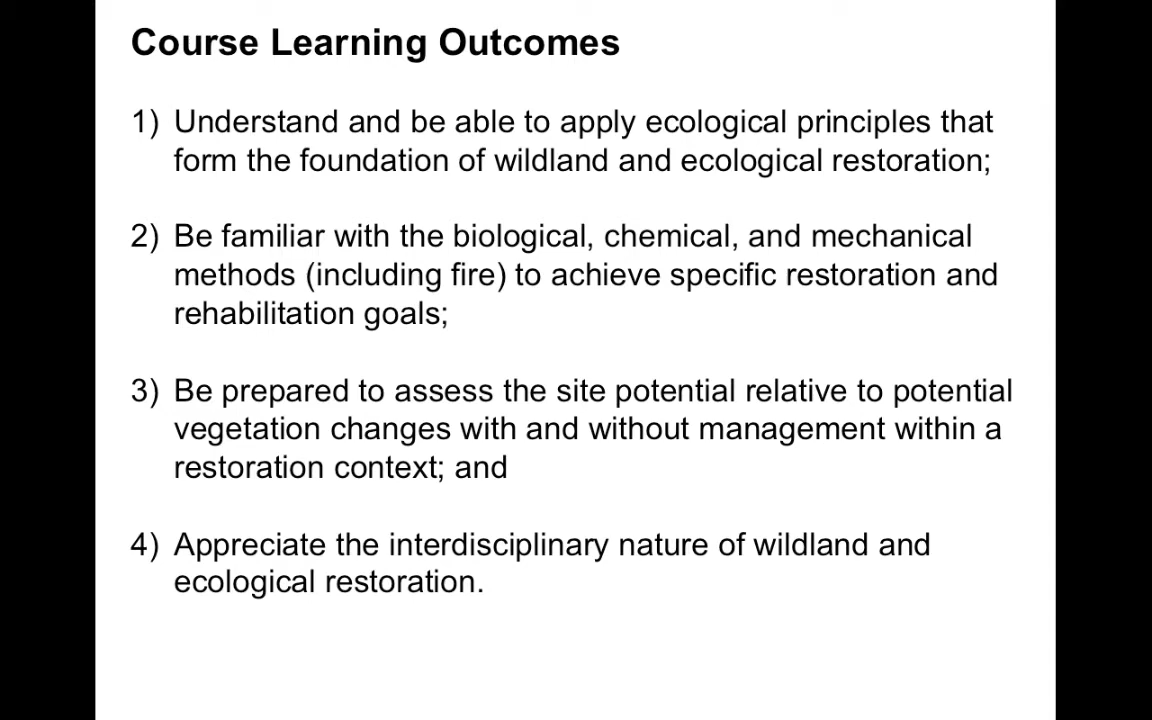 Course Learning Outcomes
1) Understand and be able to apply ecological principles that
form the foundation of wildland and ecological restoration;
2) Be familiar with the biological, chemical, and mechanical
methods (including fire) to achieve specific restoration and
rehabilitation goals;
3) Be prepared to assess the site potential relative to potential
vegetation changes with and without management within a
restoration context; and
4) Appreciate the interdisciplinary nature of wildland and
ecological restoration.